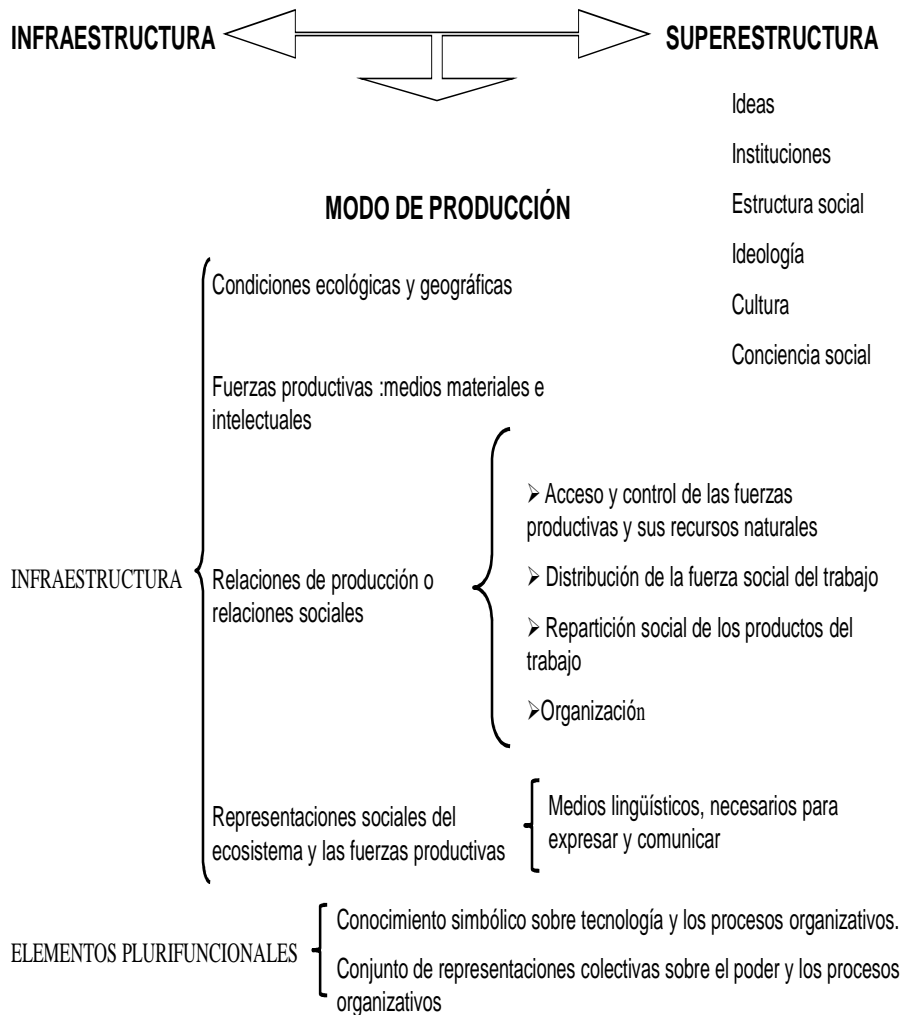 INFRAESTRUCTURA
SUPERESTRUCTURA
Ideas
Instituciones
Estructura social
Ideología
Cultura
Conciencia social
MODO DE PRODUCCIÓN
Condiciones ecológicas y geográficas
Fuerzas productivas :medios materiales e
intelectuales
INFRAESTRUCTURA
Relaciones de producción o
relaciones sociales
➢ Acceso y control de las fuerzas
productivas y sus recursos naturales
➢ Distribución de la fuerza social del trabajo
➢ Repartición social de los productos del
trabajo
➢Organización
Representaciones sociales del
ecosistema y las fuerzas productivas
Medios lingüísticos, necesarios para
expresar y comunicar
ELEMENTOS PLURIFUNCIONALES
Conocimiento simbólico sobre tecnología y los procesos organizativos.
Conjunto de representaciones colectivas sobre el poder y los procesos
organizativos